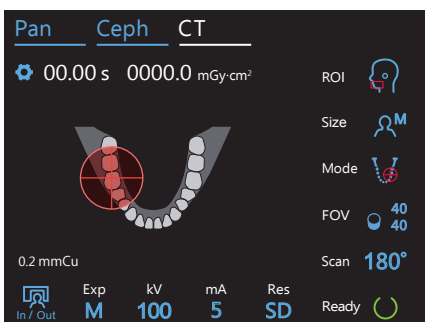 Pan Ceph CT
00.00 s 0000.0 mGy·cm²
ROI
Size M
Mode
FOV 40
40
0.2 mmCu
Scan 180°
Exp kV mA Res
In / Out M 100 5 SD
Ready